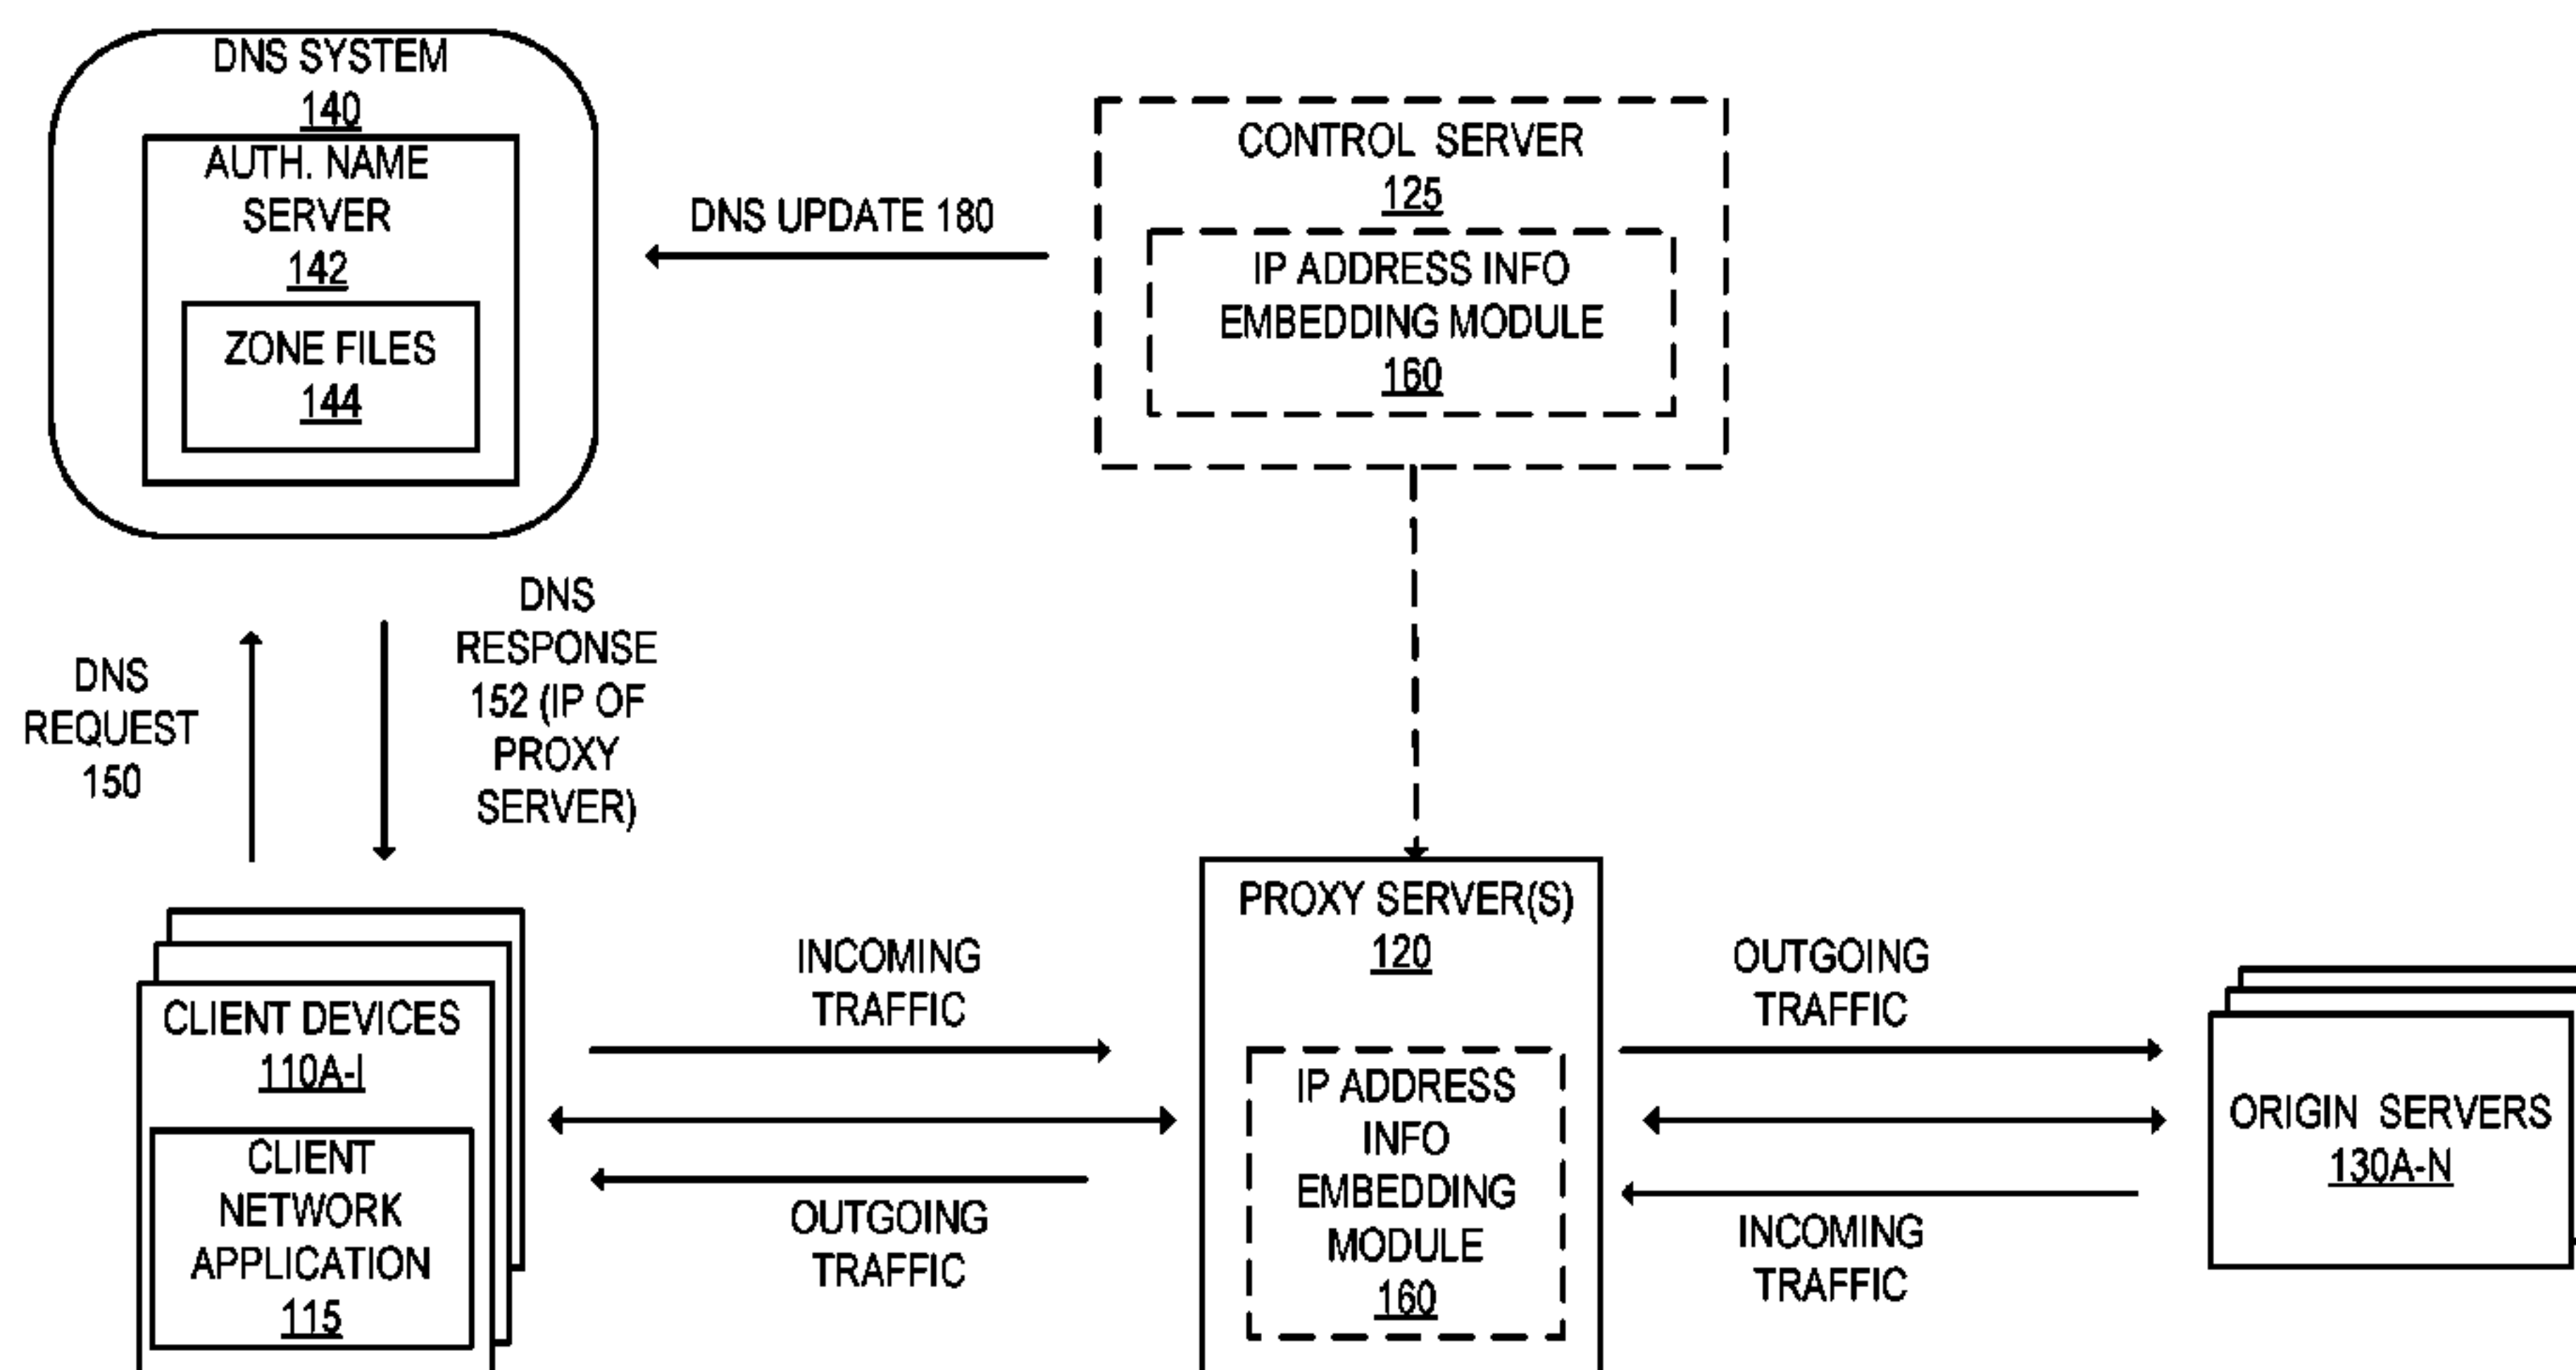 DNS SYSTEM
140
AUTH. NAME
SERVER
142
ZONE FILES
144
DNS UPDATE 180
CONTROL SERVER
125
IP ADDRESS INFO
EMBEDDING MODULE
160
DNS
REQUEST
150
DNS
RESPONSE
152 (IP OF
PROXY
SERVER)
CLIENT DEVICES
110A-I
CLIENT
NETWORK
APPLICATION
115
INCOMING
TRAFFIC
OUTGOING
TRAFFIC
PROXY SERVER(S)
120
IP ADDRESS
INFO
EMBEDDING
MODULE
160
OUTGOING
TRAFFIC
INCOMING
TRAFFIC
ORIGIN SERVERS
130A-N